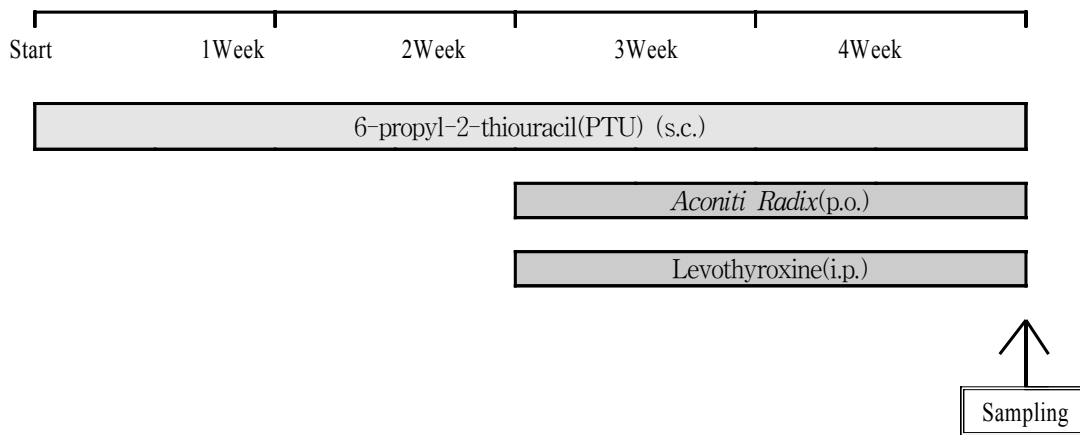 Start 1Week 2Week 3Week 4Week
6-propyl-2-thiouracil(PTU) (s.c.)
Aconiti Radix(p.o.)
Levothyroxine(i.p.)
Sampling